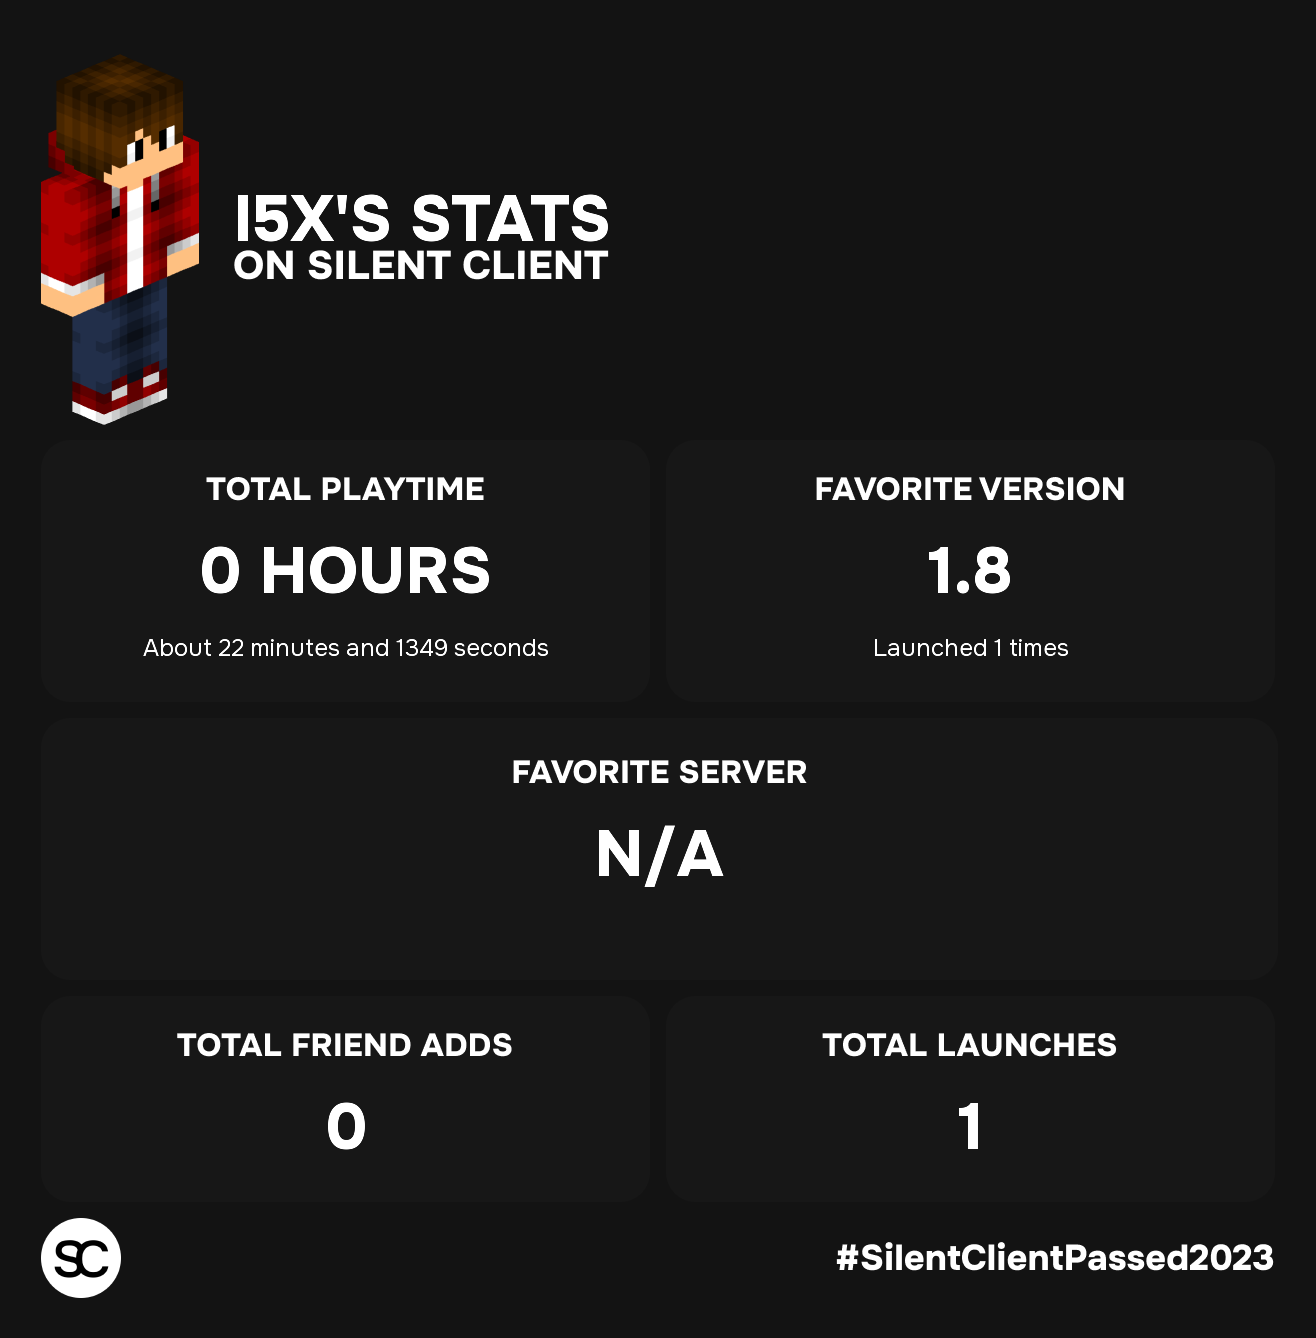 I5X'S STATS
ON SILENT CLIENT
TOTAL PLAYTIME
0 HOURS
About 22 minutes and 1349 seconds
FAVORITE VERSION
1.8
Launched 1 times
FAVORITE SERVER
N/A
TOTAL FRIEND ADDS
0
TOTAL LAUNCHES
1
SC
#SilentClientPassed2023